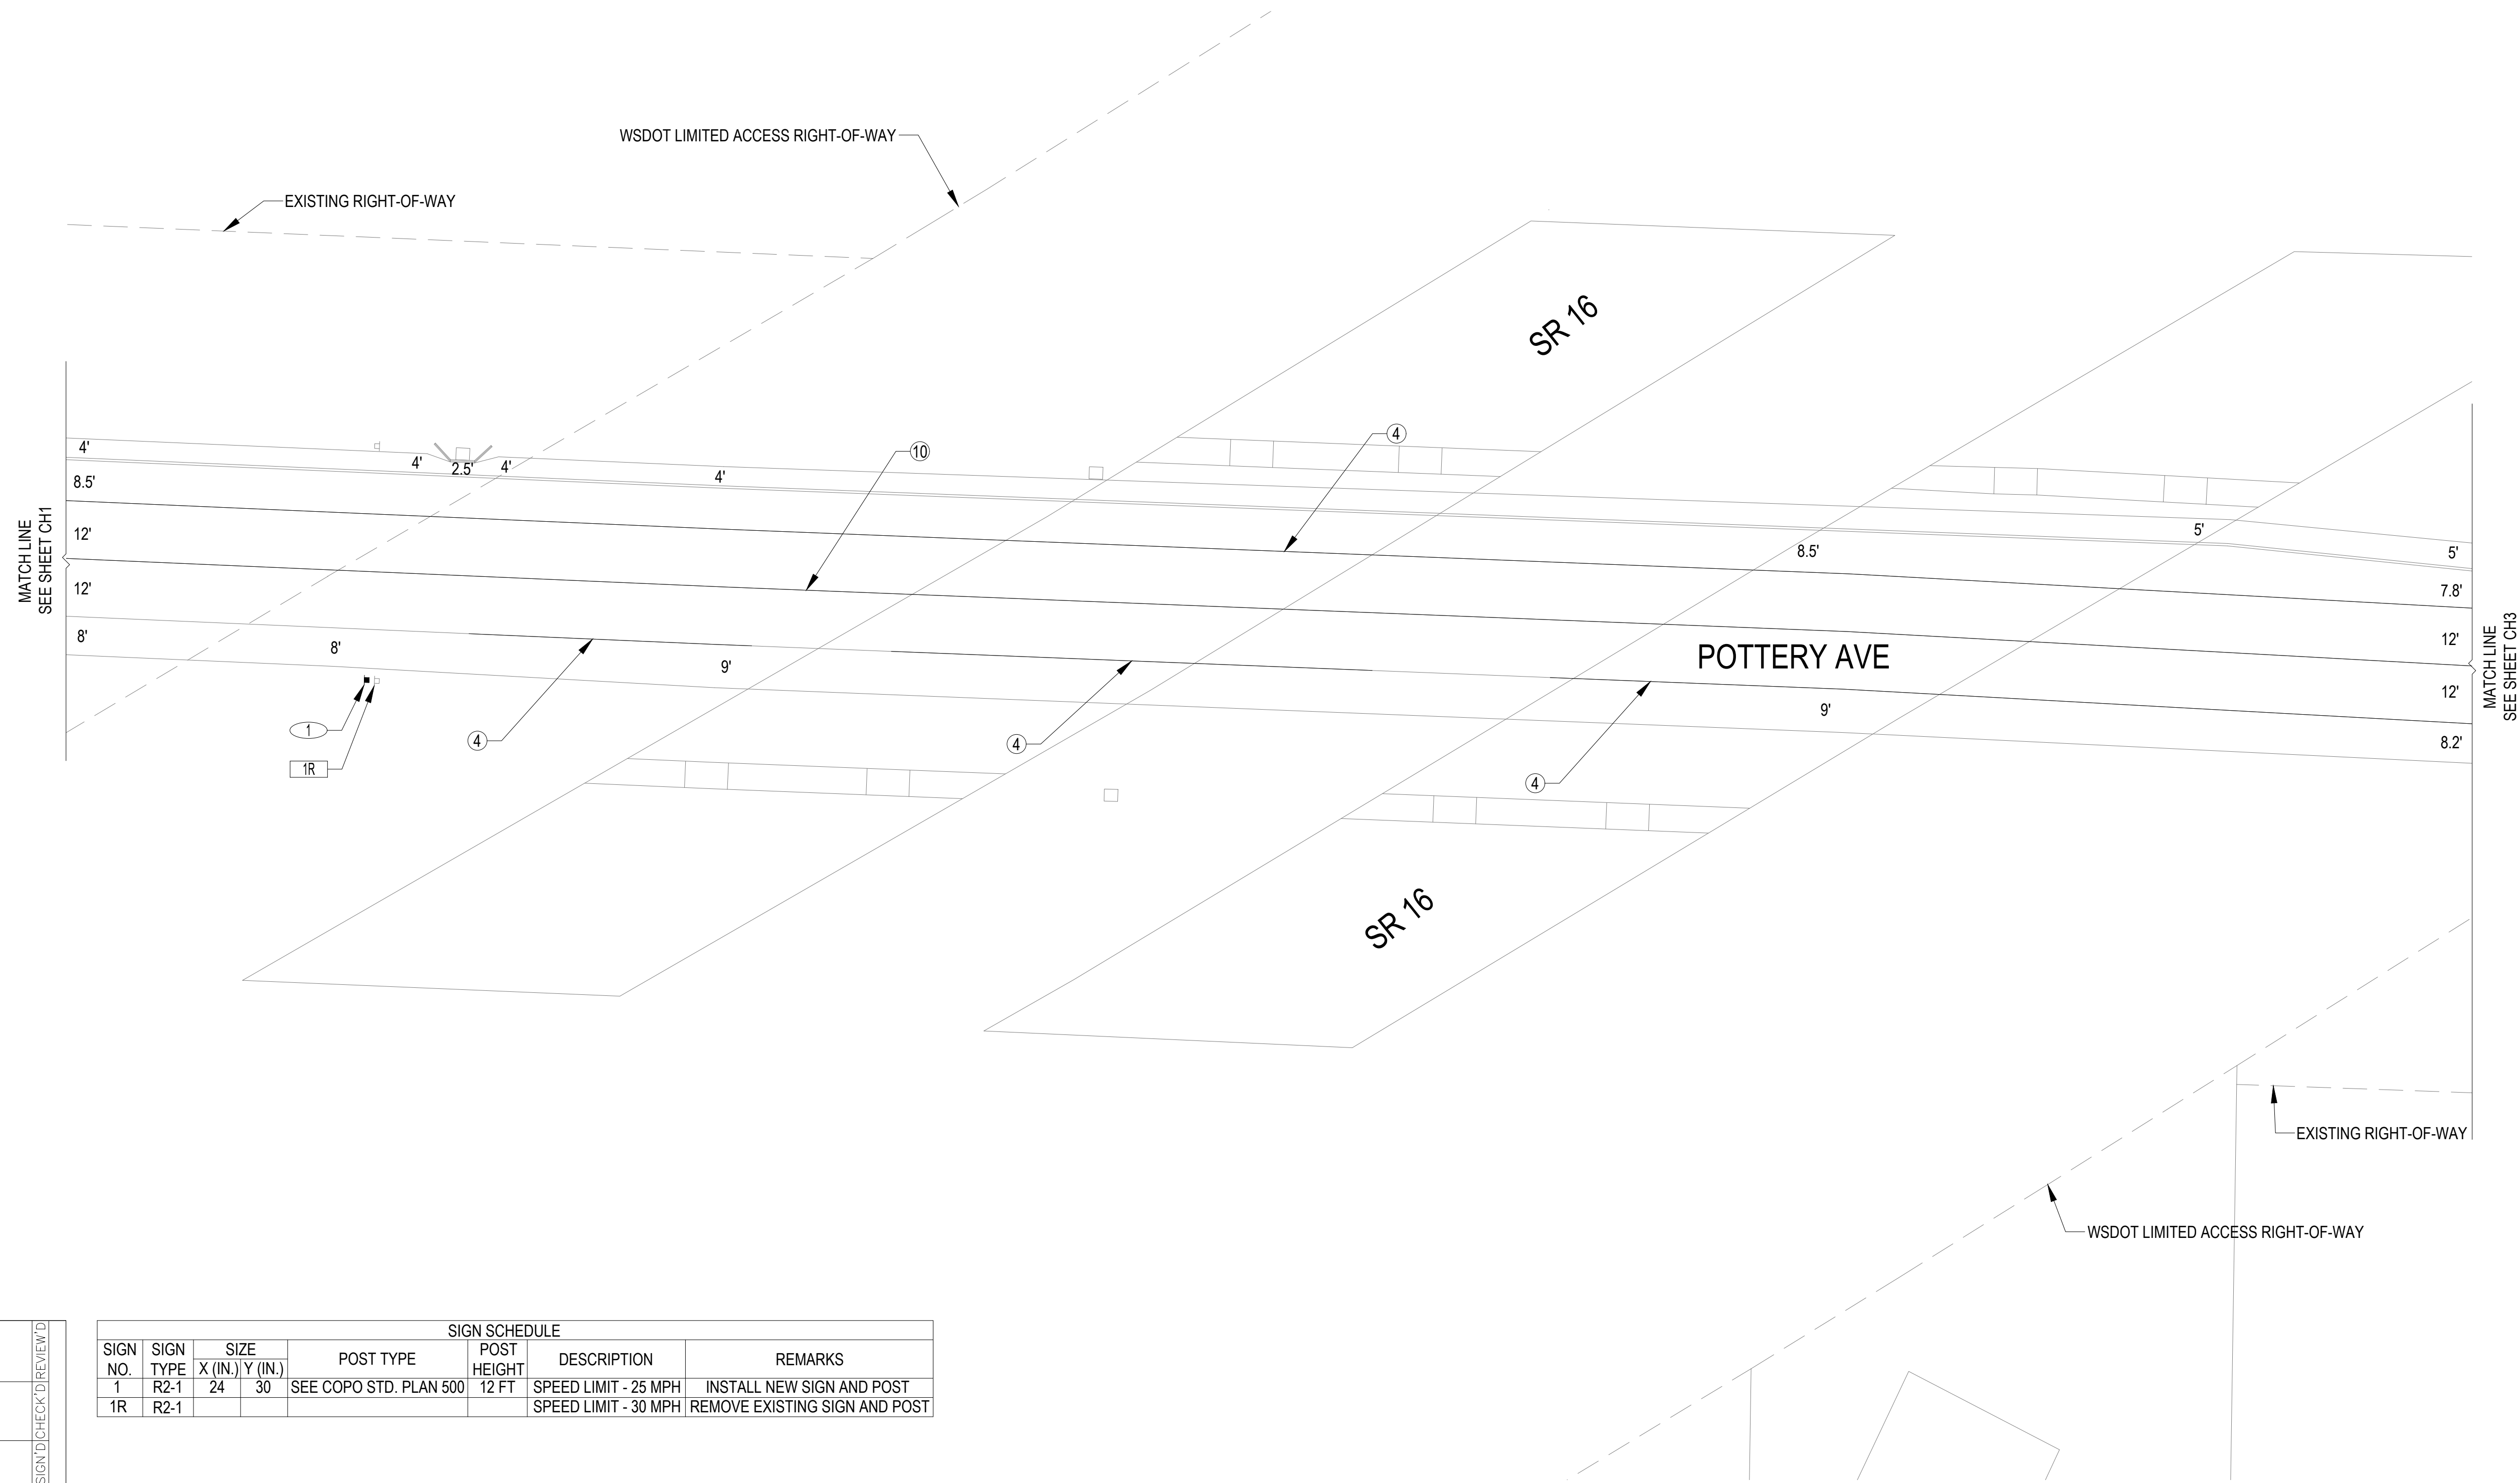 WSDOT LIMITED ACCESS RIGHT-OF-WAY
EXISTING RIGHT-OF-WAY
SR 16
4'
4'
2.5'
4'
4'
10
4
8.5'
12'
12'
8'
8'
9'
MATCH LINE
SEE SHEET CH1
8.5'
5'
5'
7.8'
12'
12'
8.2'
POTTERY AVE
9'
MATCH LINE
SEE SHEET CH3
1
1R
4
4
4
SR 16
EXISTING RIGHT-OF-WAY
WSDOT LIMITED ACCESS RIGHT-OF-WAY
SIGN SCHEDULE
SIGN NO. SIGN TYPE SIZE X (IN.) Y (IN.) POST TYPE POST HEIGHT DESCRIPTION REMARKS
1 R2-1 24 30 SEE COPO STD. PLAN 500 12 FT SPEED LIMIT - 25 MPH INSTALL NEW SIGN AND POST
1R R2-1 SPEED LIMIT - 30 MPH REMOVE EXISTING SIGN AND POST
SIGN'D CHECK'D REVIEW'D